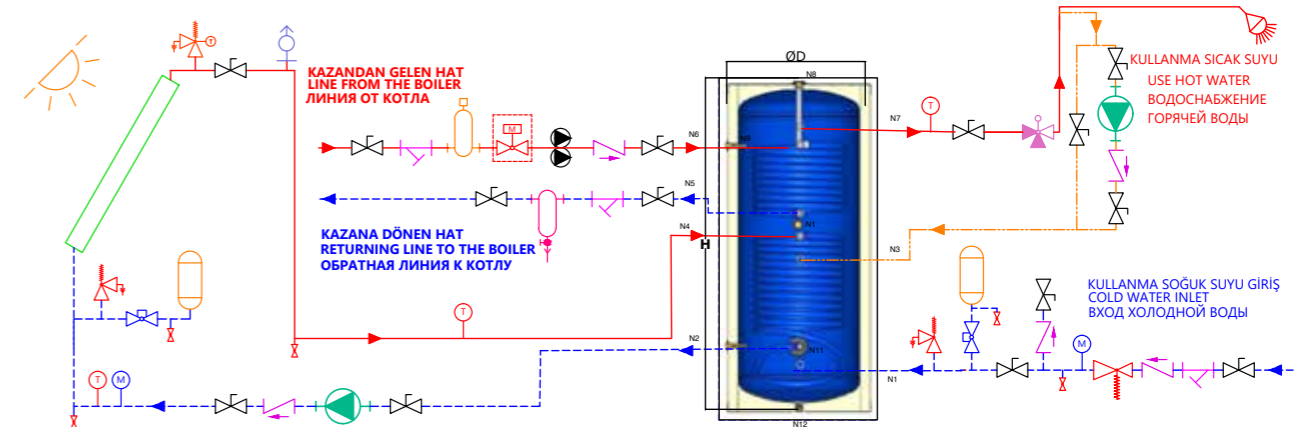 ØD
N8
KAZANDAN GELEN HAT
LINE FROM THE BOILER
ЛИНИЯ ОТ КОТЛА
KULLANMA SICAK SUYU
USE HOT WATER
ВОДОСНАБЖЕНИЕ
ГОРЯЧЕЙ ВОДЫ
T
T
M
N6
N7
N9
N5
N1
N4
H
N3
KAZANA DÖNEN HAT
RETURNING LINE TO THE BOILER
ОБРАТНАЯ ЛИНИЯ К КОТЛУ
KULLANMA SOĞUK SUYU GİRİŞ
COLD WATER INLET
ВХОД ХОЛОДНОЙ ВОДЫ
T
N2
N11
M
N1
T
M
N12